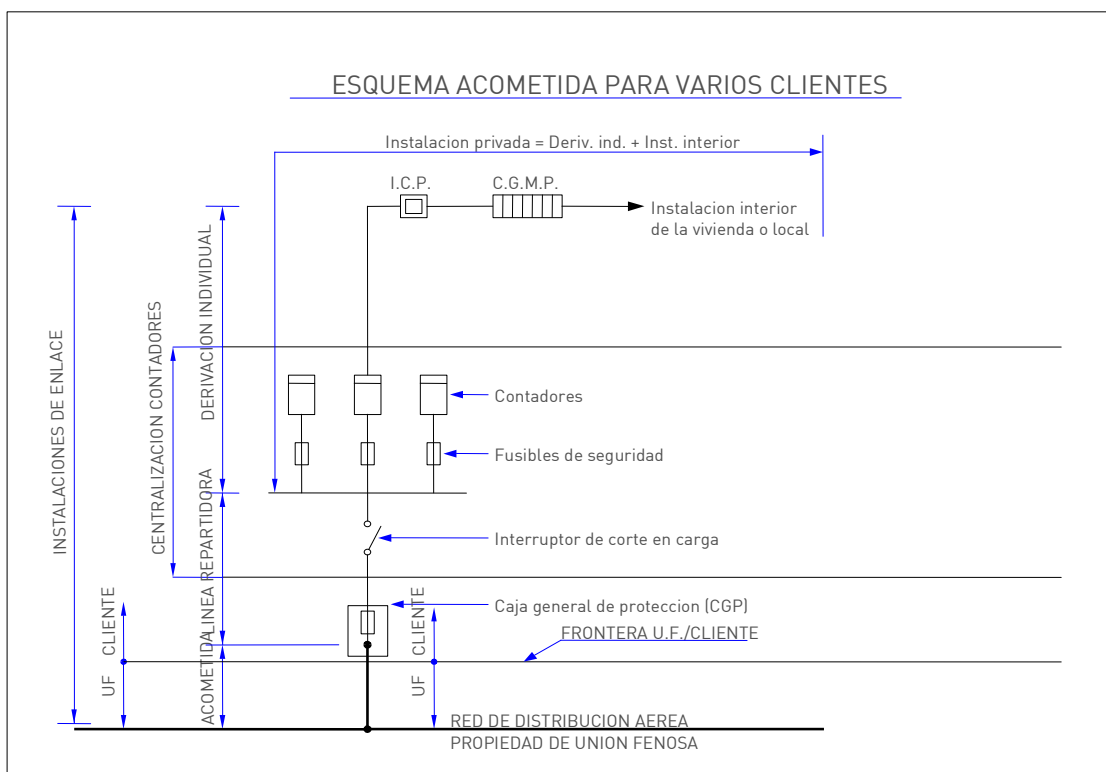 ESQUEMA ACOMETIDA PARA VARIOS CLIENTES
Instalacion privada = Deriv. ind. + Inst. interior
I.C.P.
C.G.M.P.
Instalacion interior
de la vivienda o local
INSTALACIONES DE ENLACE
CENTRALIZACION CONTADORES
DERIVACION INDIVIDUAL
Contadores
Fusibles de seguridad
LINEA REPARTIDORA
Interruptor de corte en carga
Caja general de proteccion (CGP)
CLIENTE
CLIENTE
FRONTERA U.F./CLIENTE
UF
ACOMETIDA
UF
RED DE DISTRIBUCION AEREA
PROPIEDAD DE UNION FENOSA